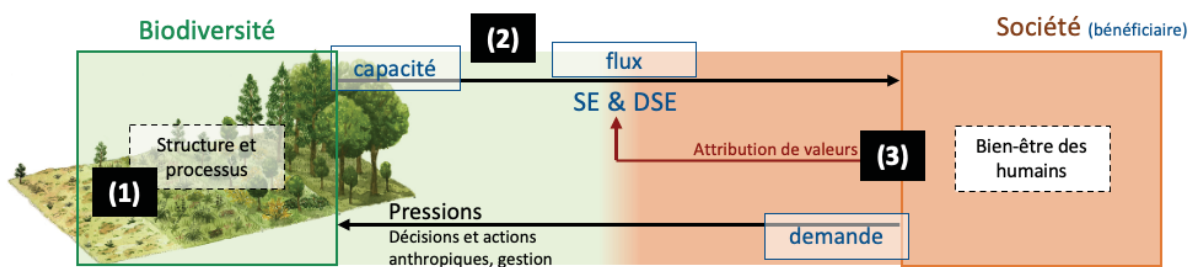 Biodiversité
(2)
Société (bénéficiaire)
capacité
flux
SE & DSE
Structure et
processus
(1)
Attribution de valeurs
(3)
Bien-être des
humains
Pressions
Décisions et actions
anthropiques, gestion
demande